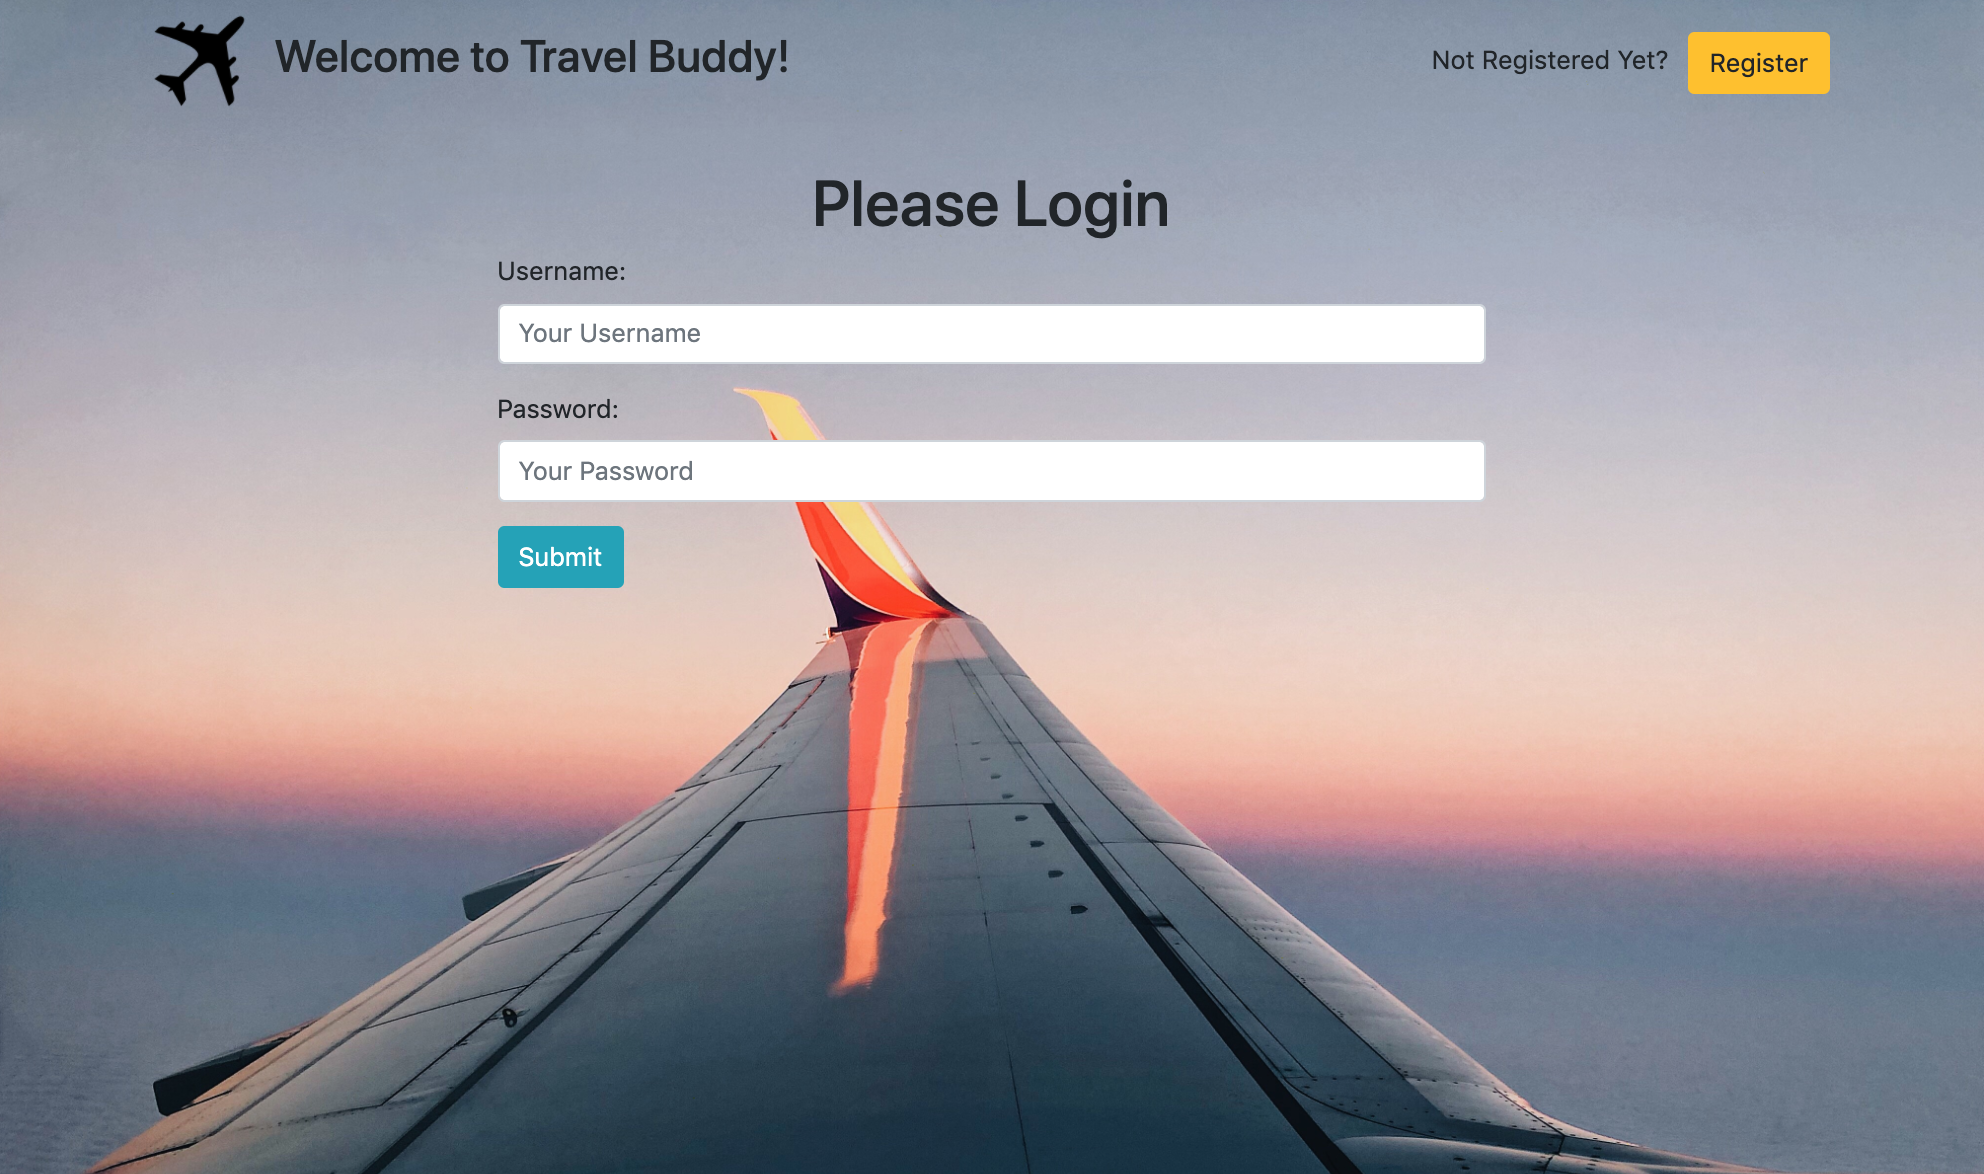 Welcome to Travel Buddy!
Not Registered Yet?
Register
Please Login
Username:
Your Username
Password:
Your Password
Submit